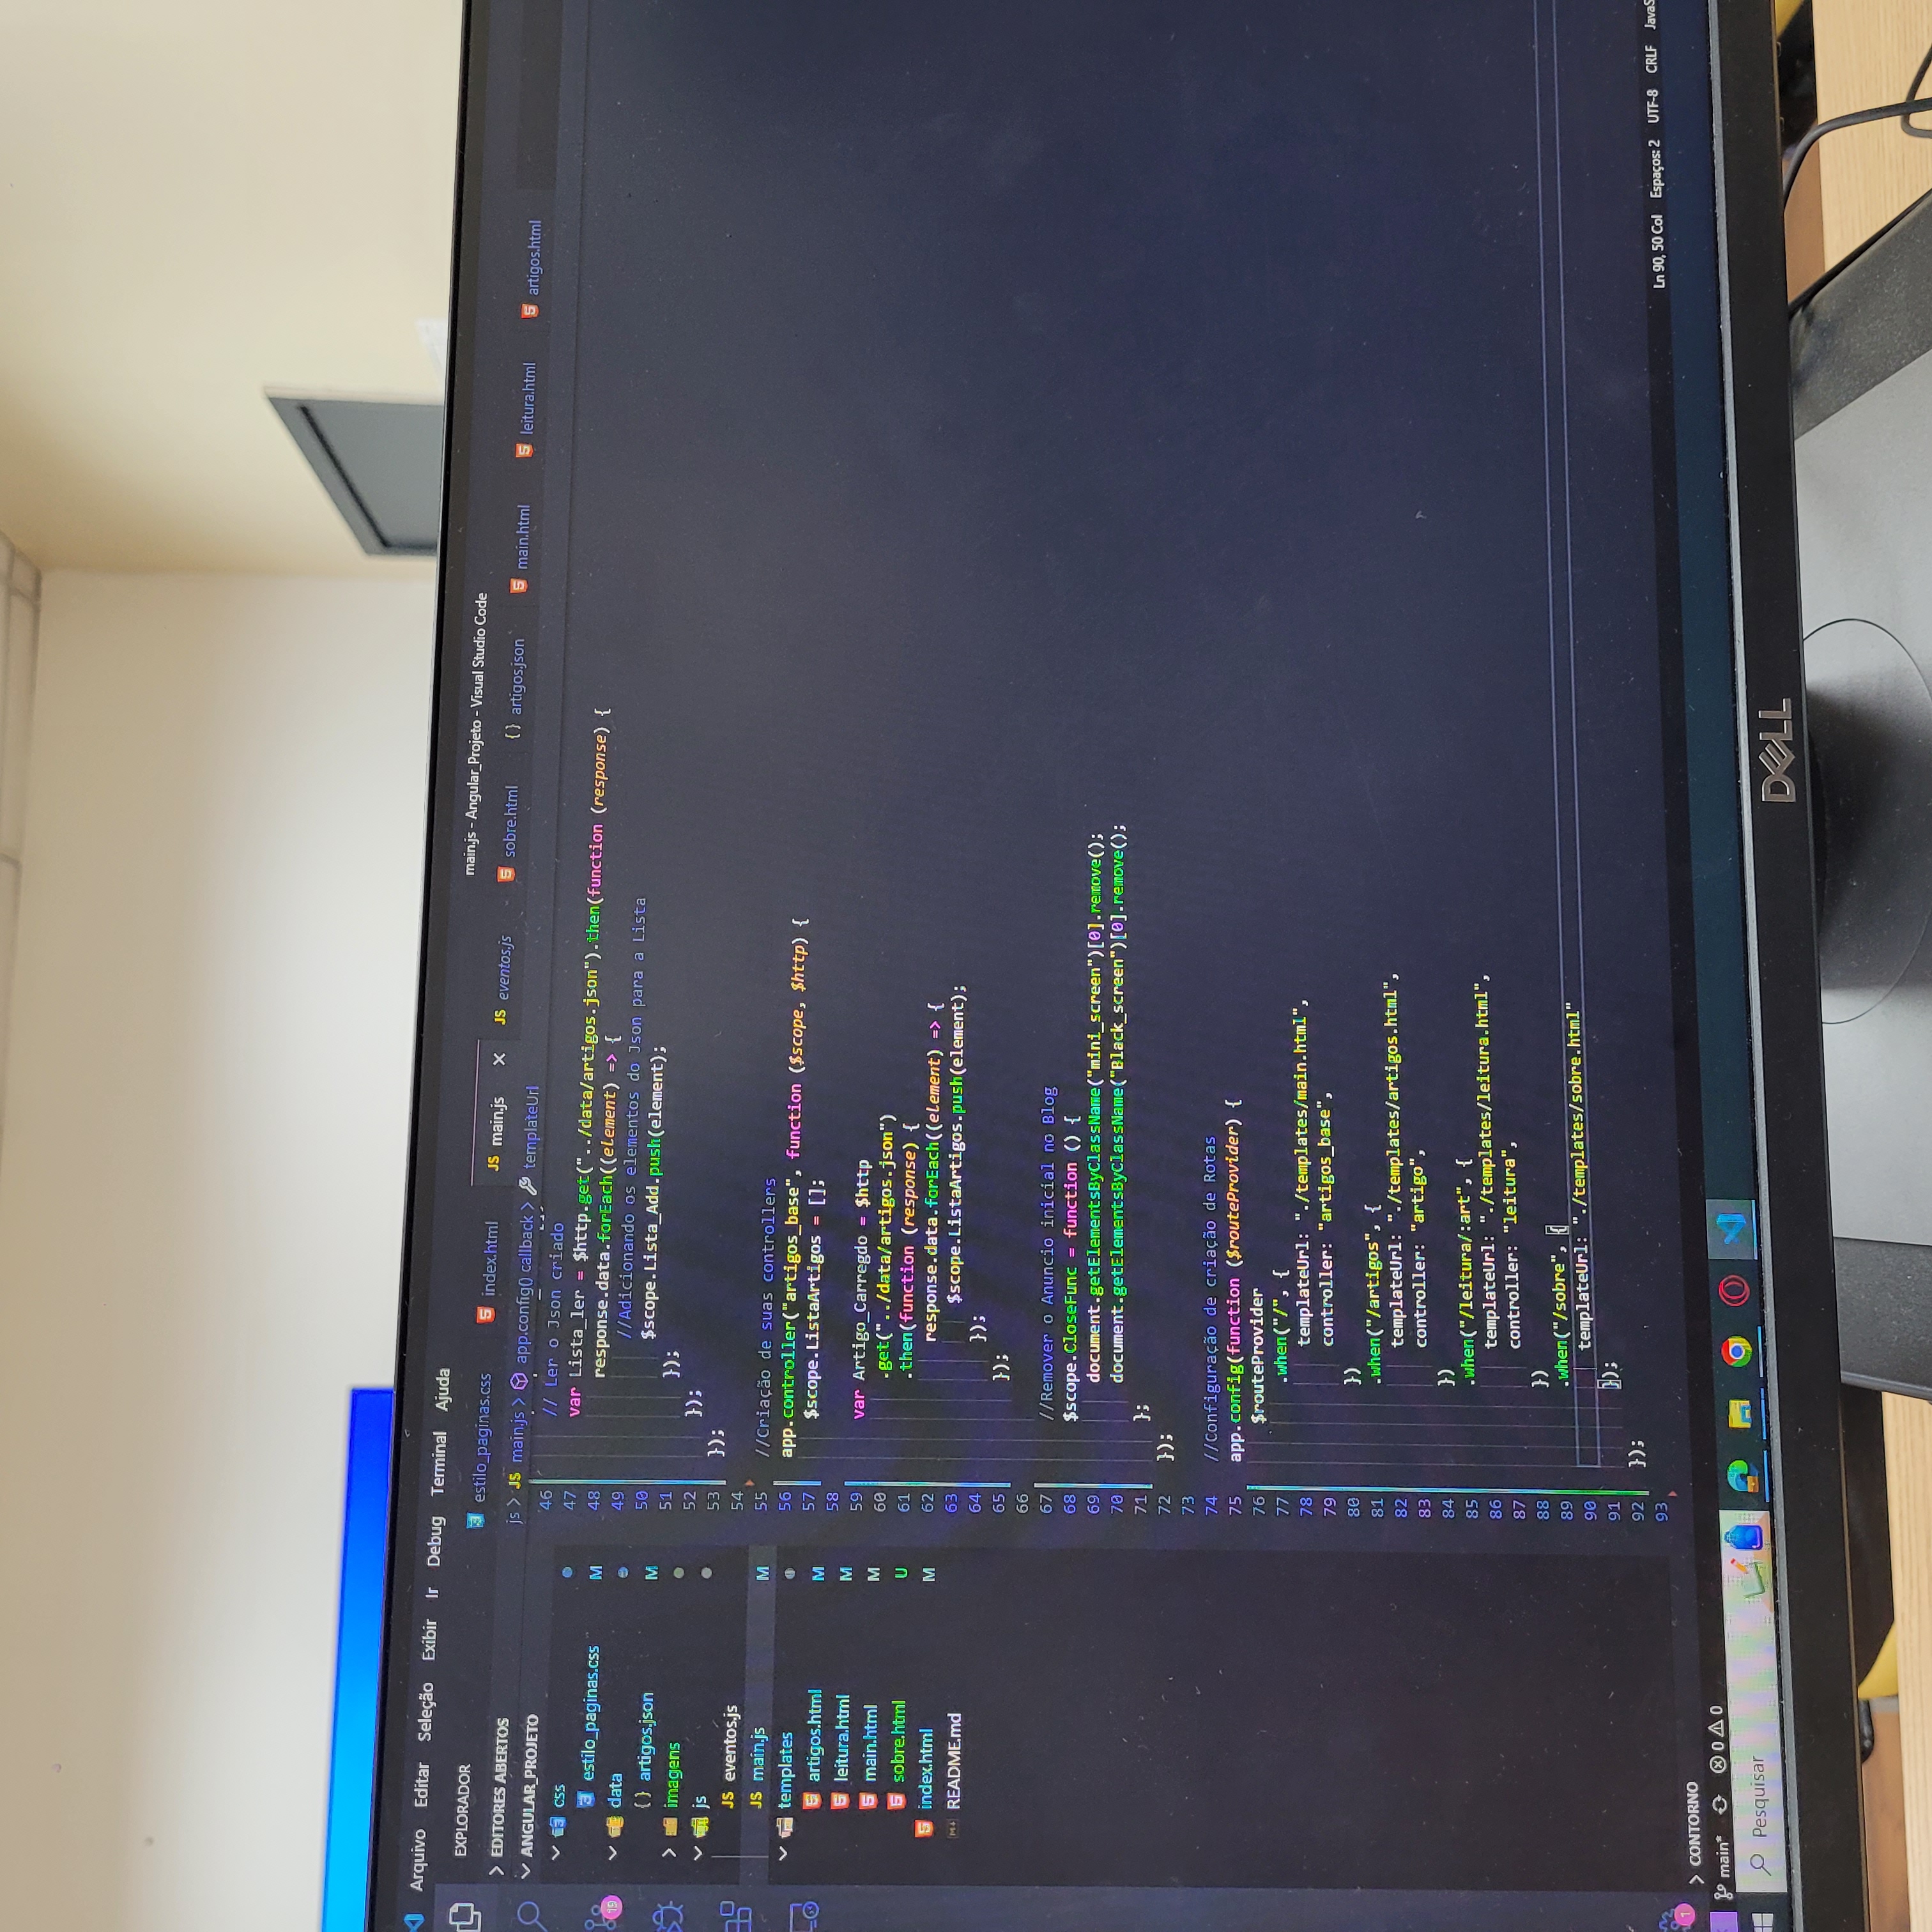 Arquivo Editar Seleção Exibir Ir Debug Terminal Ajuda
main.js - Angular_Projeto - Visual Studio Code
EXPLORADOR
EDITORES ABERTOS
ANGULAR_PROJETO
css
estilo_paginas.css M
data
artigos.json M
imagens
js
JS eventos.js
JS main.js M
templates
artigos.html M
leitura.html M
main.html M
sobre.html U
index.html M
README.md
CONTORNO
19
1
estilo_paginas.css index.html JS main.js × JS eventos.js sobre.html {} artigos.json main.html leitura.html artigos.html
js > JS main.js > app.config() callback > templateUrl
46 // Ler o Json criado
47 var Lista_ler = $http.get("../data/artigos.json").then(function (response) {
48 response.data.forEach((element) => {
49 //Adicionando os elementos do Json para a Lista
50 $scope.Lista_Add.push(element);
51 });
52 });
53 });
54
55 //Criação de suas controllers
56 app.controller("artigos_base", function ($scope, $http) {
57 $scope.ListaArtigos = [];
58
59 var Artigo_Carregdo = $http
60 .get("../data/artigos.json")
61 .then(function (response) {
62 response.data.forEach((element) => {
63 $scope.ListaArtigos.push(element);
64 });
65 });
66
67 //Remover o Anuncio inicial no Blog
68 $scope.CloseFunc = function () {
69 document.getElementsByClassName("mini_screen")[0].remove();
70 document.getElementsByClassName("Black_screen")[0].remove();
71 };
72 });
73
74 //Configuração de criação de Rotas
75 app.config(function ($routeProvider) {
76 $routeProvider
77 .when("/", {
78 templateUrl: "./templates/main.html",
79 controller: "artigos_base",
80 })
81 .when("/artigos", {
82 templateUrl: "./templates/artigos.html",
83 controller: "artigo",
84 })
85 .when("/leitura/:art", {
86 templateUrl: "./templates/leitura.html",
87 controller: "leitura",
88 })
89 .when("/sobre", {
90 templateUrl: "./templates/sobre.html"
91 });
92 });
93
main* 0 0
Ln 90, 50 Col Espaços: 2 UTF-8 CRLF JavaS
Pesquisar
DELL